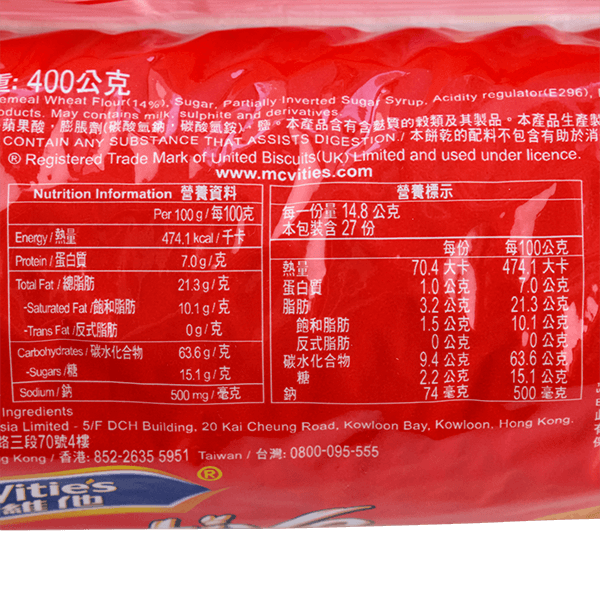 重: 400公克
emeal Wheat Flour(14%), Sugar, Partially Inverted Sugar Syrup, Acidity regulator(E296),
oducts. May contains milk, sulphite and derivatives.
蘋果酸，膨脹劑(碳酸氫鈉，碳酸氫銨)，鹽。本產品含有含麩質的穀類及其製品。本產品生產製
CONTAIN ANY SUBSTANCE THAT ASSISTS DIGESTION./ 本餅乾的配料不包含有助於消
® Registered Trade Mark of United Biscuits(UK) Limited and used under licence.
www.mcvities.com
Nutrition Information 營養資料
Per 100 g / 每100克
Energy / 熱量 474.1 kcal / 千卡
Protein / 蛋白質 7.0 g / 克
Total Fat / 總脂肪 21.3 g / 克
-Saturated Fat /飽和脂肪 10.1 g / 克
-Trans Fat /反式脂肪 0 g / 克
Carbohydrates / 碳水化合物 63.6 g / 克
-Sugars /糖 15.1 g / 克
Sodium / 鈉 500 mg / 毫克
營養標示
每一份量 14.8 公克
本包裝含 27 份
每份 每100公克
熱量 70.4 大卡 474.1 大卡
蛋白質 1.0 公克 7.0 公克
脂肪 3.2 公克 21.3 公克
飽和脂肪 1.5 公克 10.1 公克
反式脂肪 0 公克 0 公克
碳水化合物 9.4 公克 63.6 公克
糖 2.2 公克 15.1 公克
鈉 74 毫克 500 毫克
Ingredients
sia Limited - 5/F DCH Building, 20 Kai Cheung Road, Kowloon Bay, Kowloon, Hong Kong.
路三段70號4樓
g Kong / 香港: 852-2635 5951 Taiwan / 台灣: 0800-095-555
Vitie's ®
維他